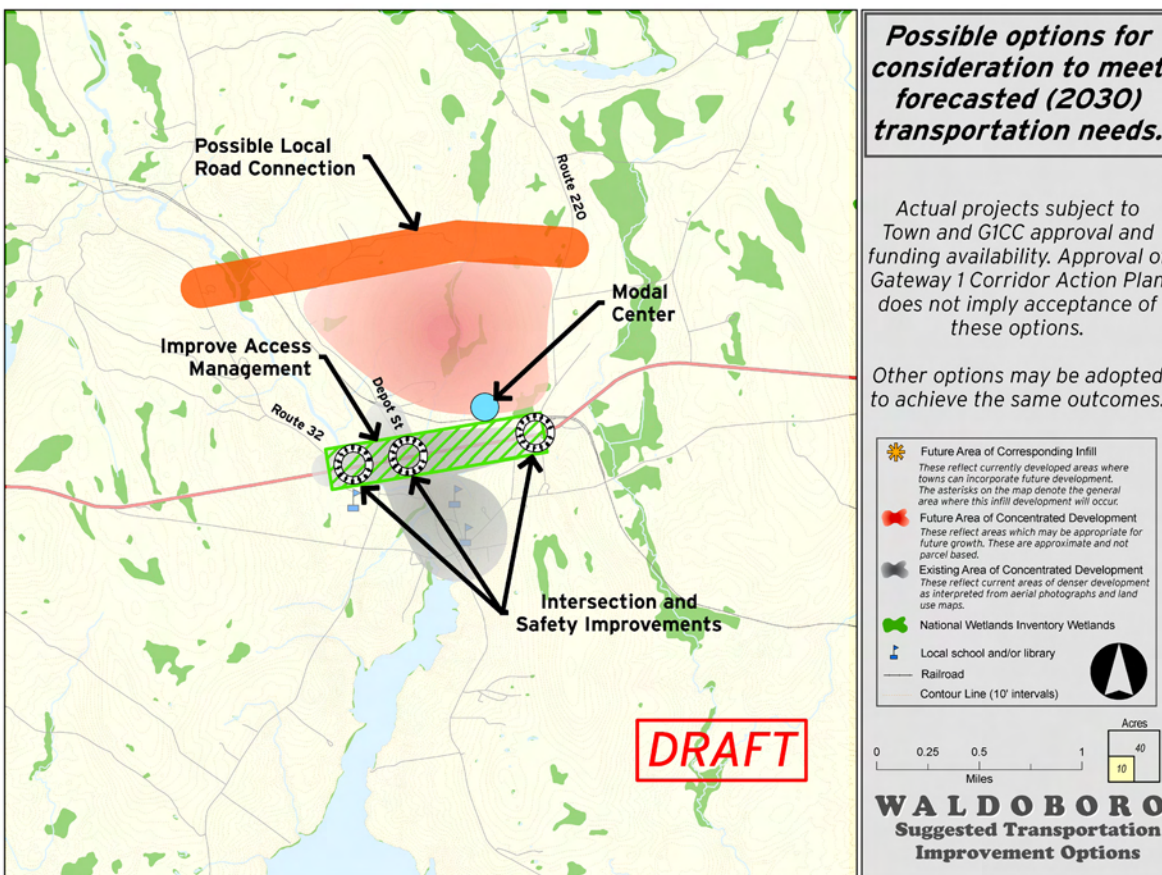 Possible Local
Road Connection
Route 220
Modal
Center
Improve Access
Management
Depot St
Route 32
Intersection and
Safety Improvements
DRAFT
Possible options for
consideration to meet
forecasted (2030)
transportation needs.
Actual projects subject to
Town and G1CC approval and
funding availability. Approval of
Gateway 1 Corridor Action Plan
does not imply acceptance of
these options.
Other options may be adopted
to achieve the same outcomes.
Future Area of Corresponding Infill
These reflect currently developed areas where
towns can incorporate future development.
The asterisks on the map denote the general
area where this infill development will occur.
Future Area of Concentrated Development
These reflect areas which may be appropriate for
future growth. These are approximate and not
parcel based.
Existing Area of Concentrated Development
These reflect current areas of denser development
as interpreted from aerial photographs and land
use maps.
National Wetlands Inventory Wetlands
Local school and/or library
Railroad
Contour Line (10' intervals)
Acres
40
10
0 0.25 0.5 1
Miles
WALDOBORO
Suggested Transportation
Improvement Options